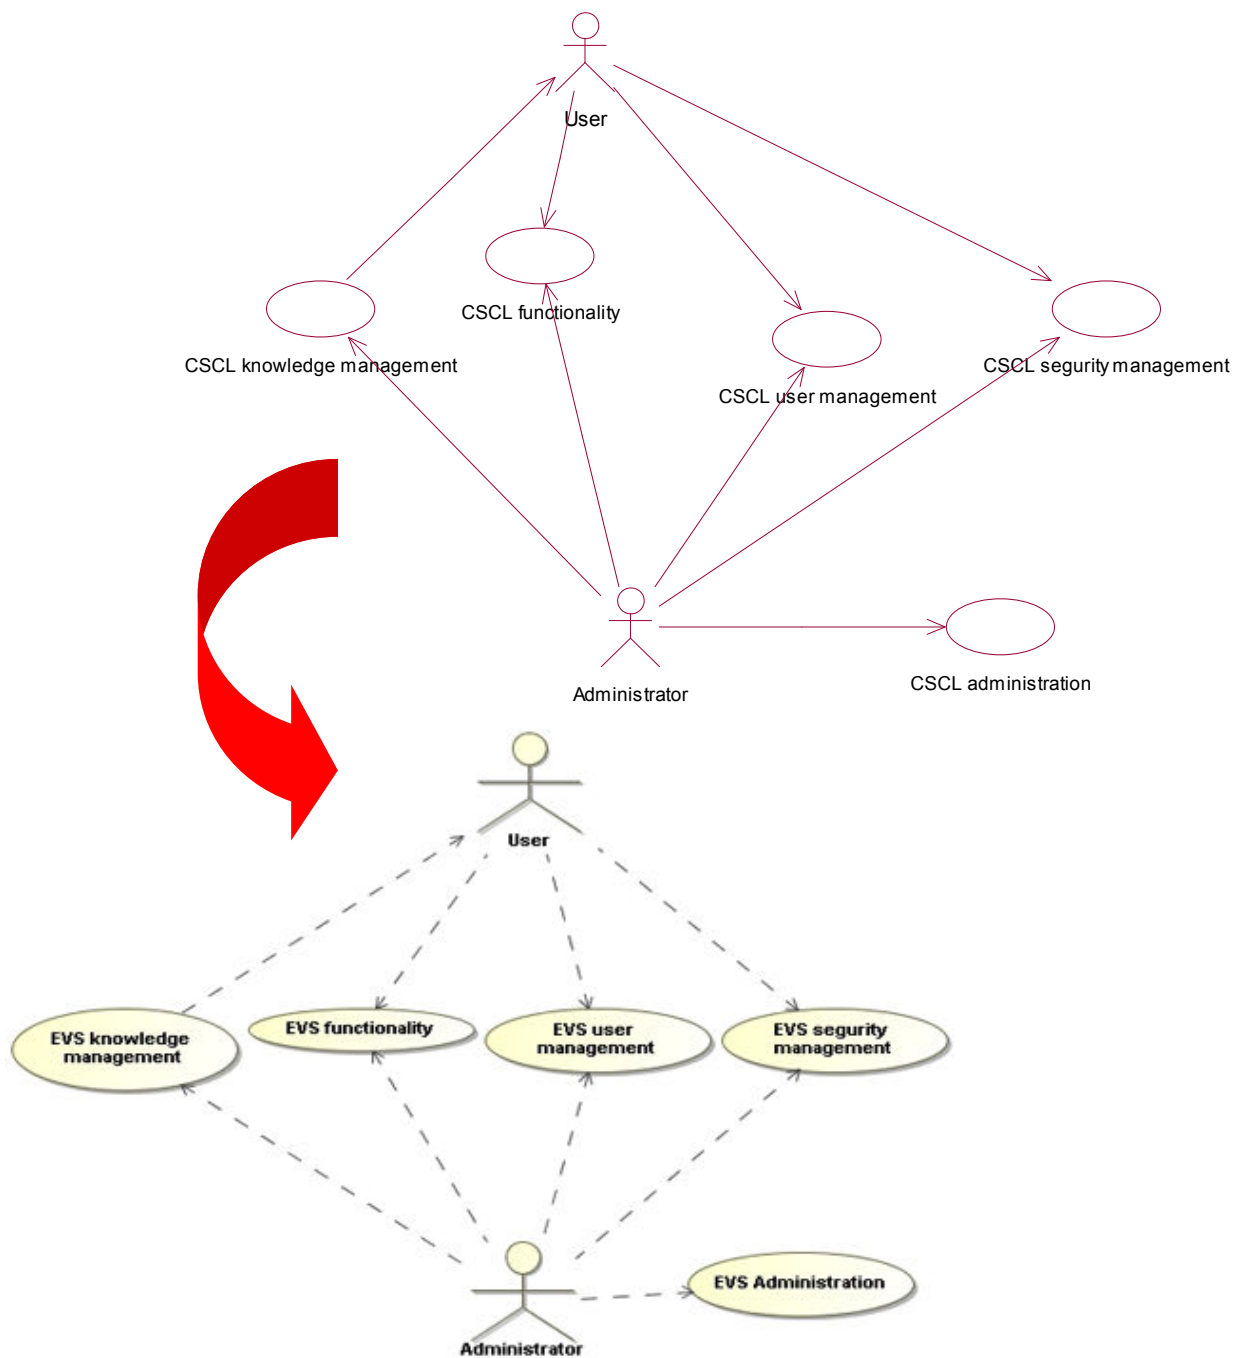 User
CSCL functionality
CSCL knowledge management
CSCL segurity management
CSCL user management
Administrator
CSCL administration
User
EVS knowledge
management
EVS functionality
EVS user
management
EVS segurity
management
EVS Administration
Administrator